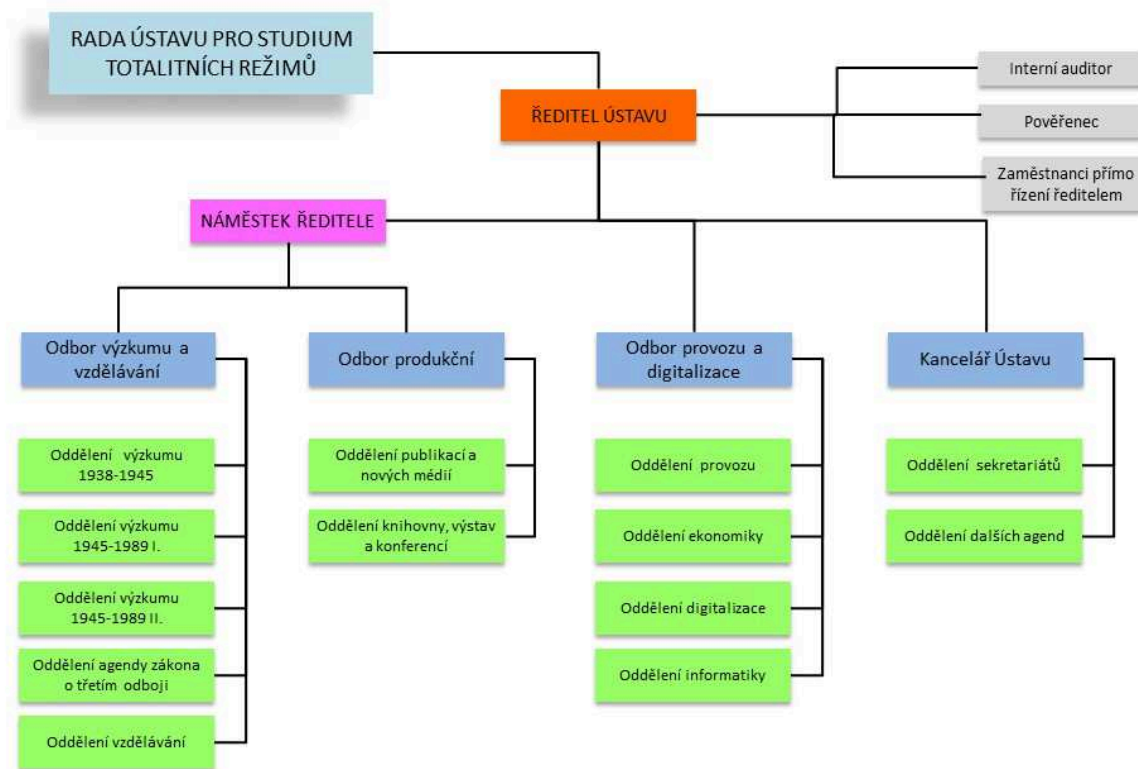 RADA ÚSTAVU PRO STUDIUM
TOTALITNÍCH REŽIMŮ
ŘEDITEL ÚSTAVU
Interní auditor
Pověřenec
Zaměstnanci přímo
řízení ředitelem
NÁMĚSTEK ŘEDITELE
Odbor výzkumu a
vzdělávání
Oddělení výzkumu
1938-1945
Oddělení výzkumu
1945-1989 I.
Oddělení výzkumu
1945-1989 II.
Oddělení agendy zákona
o třetím odboji
Oddělení vzdělávání
Odbor produkční
Oddělení publikací a
nových médií
Oddělení knihovny, výstav
a konferencí
Odbor provozu a
digitalizace
Oddělení provozu
Oddělení ekonomiky
Oddělení digitalizace
Oddělení informatiky
Kancelář Ústavu
Oddělení sekretariátů
Oddělení dalších agend